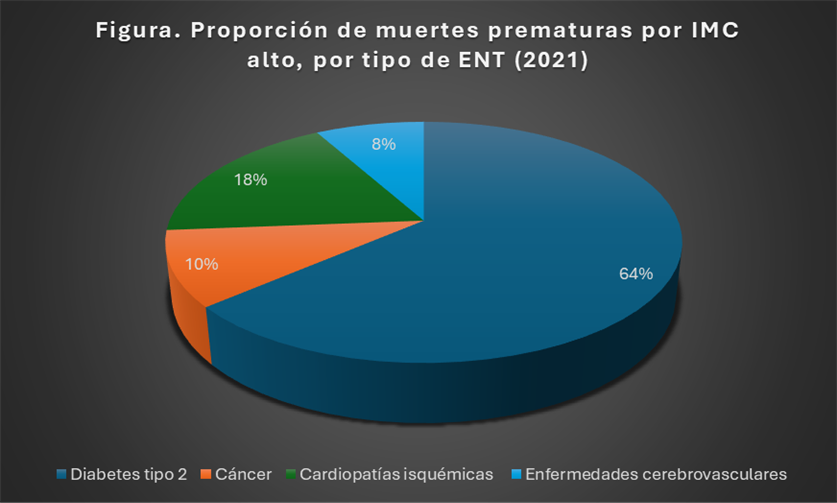 Figura. Proporción de muertes prematuras por IMC
alto, por tipo de ENT (2021)
8%
18%
10%
64%
Diabetes tipo 2 Cáncer Cardiopatías isquémicas Enfermedades cerebrovasculares